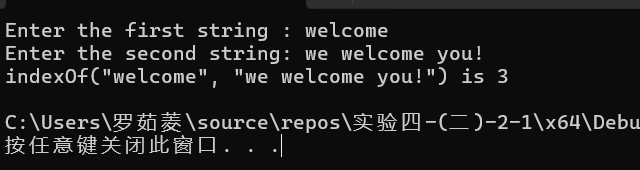 Enter the first string : welcome
Enter the second string: we welcome you!
indexOf("welcome", "we welcome you!") is 3
C:\Users\罗茹菱\source\repos\实验四-(二)-2-1\x64\Debu
按任意键关闭此窗口. . .